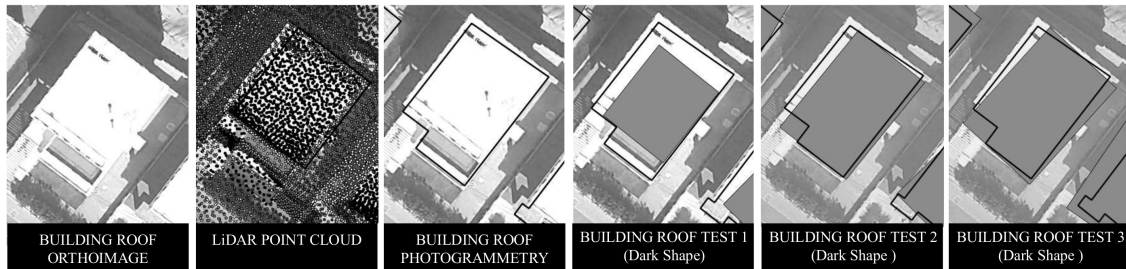 BUILDING ROOF
ORTHOIMAGE
LiDAR POINT CLOUD
BUILDING ROOF
PHOTOGRAMMETRY
BUILDING ROOF TEST 1
(Dark Shape)
BUILDING ROOF TEST 2
(Dark Shape )
BUILDING ROOF TEST 3
(Dark Shape )